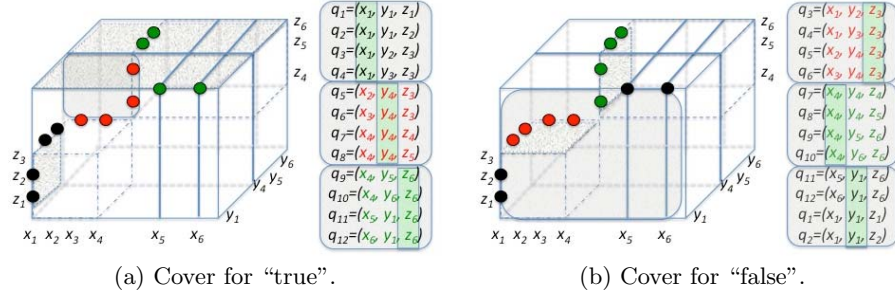 z6
z5
z4
z3
z2
z1
x1 x2 x3 x4 x5 x6
y1
y4 y5 y6
q1=(x1, y1, z1)
q2=(x1, y1, z2)
q3=(x1, y2, z3)
q4=(x1, y3, z3)
q5=(x2, y4, z3)
q6=(x3, y4, z3)
q7=(x4, y4, z4)
q8=(x4, y4, z5)
q9=(x4, y5, z6)
q10=(x4, y6, z6)
q11=(x5, y1, z6)
q12=(x6, y1, z6)
(a) Cover for “true”.
z6
z5
z4
z3
z2
z1
x1 x2 x3 x4 x5 x6
y1
y4 y5 y6
q3=(x1, y2, z3)
q4=(x1, y3, z3)
q5=(x2, y4, z3)
q6=(x3, y4, z3)
q7=(x4, y4, z4)
q8=(x4, y4, z5)
q9=(x4, y5, z6)
q10=(x4, y6, z6)
q11=(x5, y1, z6)
q12=(x6, y1, z6)
q1=(x1, y1, z1)
q2=(x1, y1, z2)
(b) Cover for “false”.